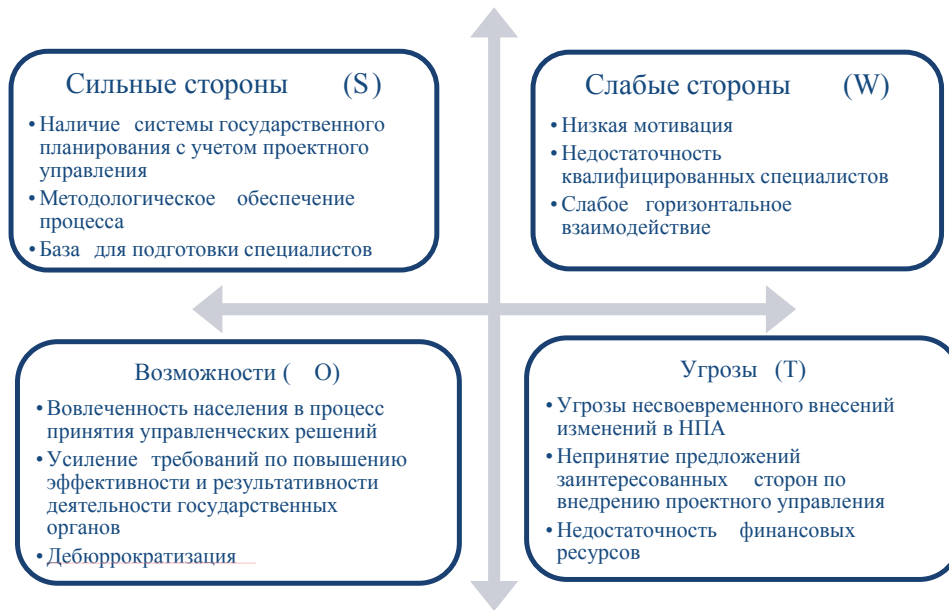 Сильные стороны (S)
• Наличие системы государственного
планирования с учетом проектного
управления
• Методологическое обеспечение
процесса
• База для подготовки специалистов
Слабые стороны (W)
• Низкая мотивация
• Недостаточность
квалифицированных специалистов
• Слабое горизонтальное
взаимодействие
Возможности ( O)
• Вовлеченность населения в процесс
принятия управленческих решений
• Усиление требований по повышению
эффективности и результативности
деятельности государственных
органов
• Дебюррократизация
Угрозы (T)
• Угрозы несвоевременного внесений
изменений в НПА
• Непринятие предложений
заинтересованных сторон по
внедрению проектного управления
• Недостаточность финансовых
ресурсов